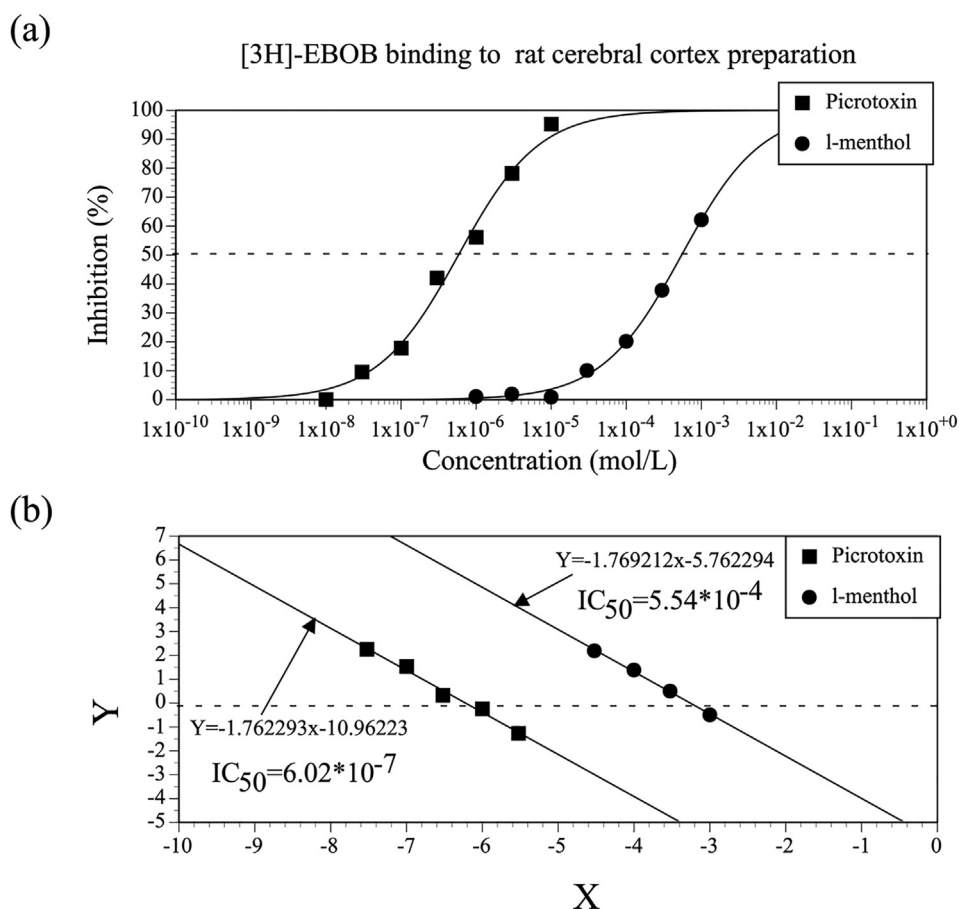 (a)
[3H]-EBOB binding to rat cerebral cortex preparation
Picrotoxin
l-menthol
100
90
80
70
60
50
40
30
20
10
0
Inhibition (%)
1x10-10 1x10-9 1x10-8 1x10-7 1x10-6 1x10-5 1x10-4 1x10-3 1x10-2 1x10-1 1x10+0
Concentration (mol/L)
(b)
Picrotoxin
l-menthol
7
6
5
4
3
2
1
0
-1
-2
-3
-4
-5
Y
Y=-1.769212x-5.762294
IC50=5.54*10-4
Y=-1.762293x-10.96223
IC50=6.02*10-7
-10 -9 -8 -7 -6 -5 -4 -3 -2 -1 0
X